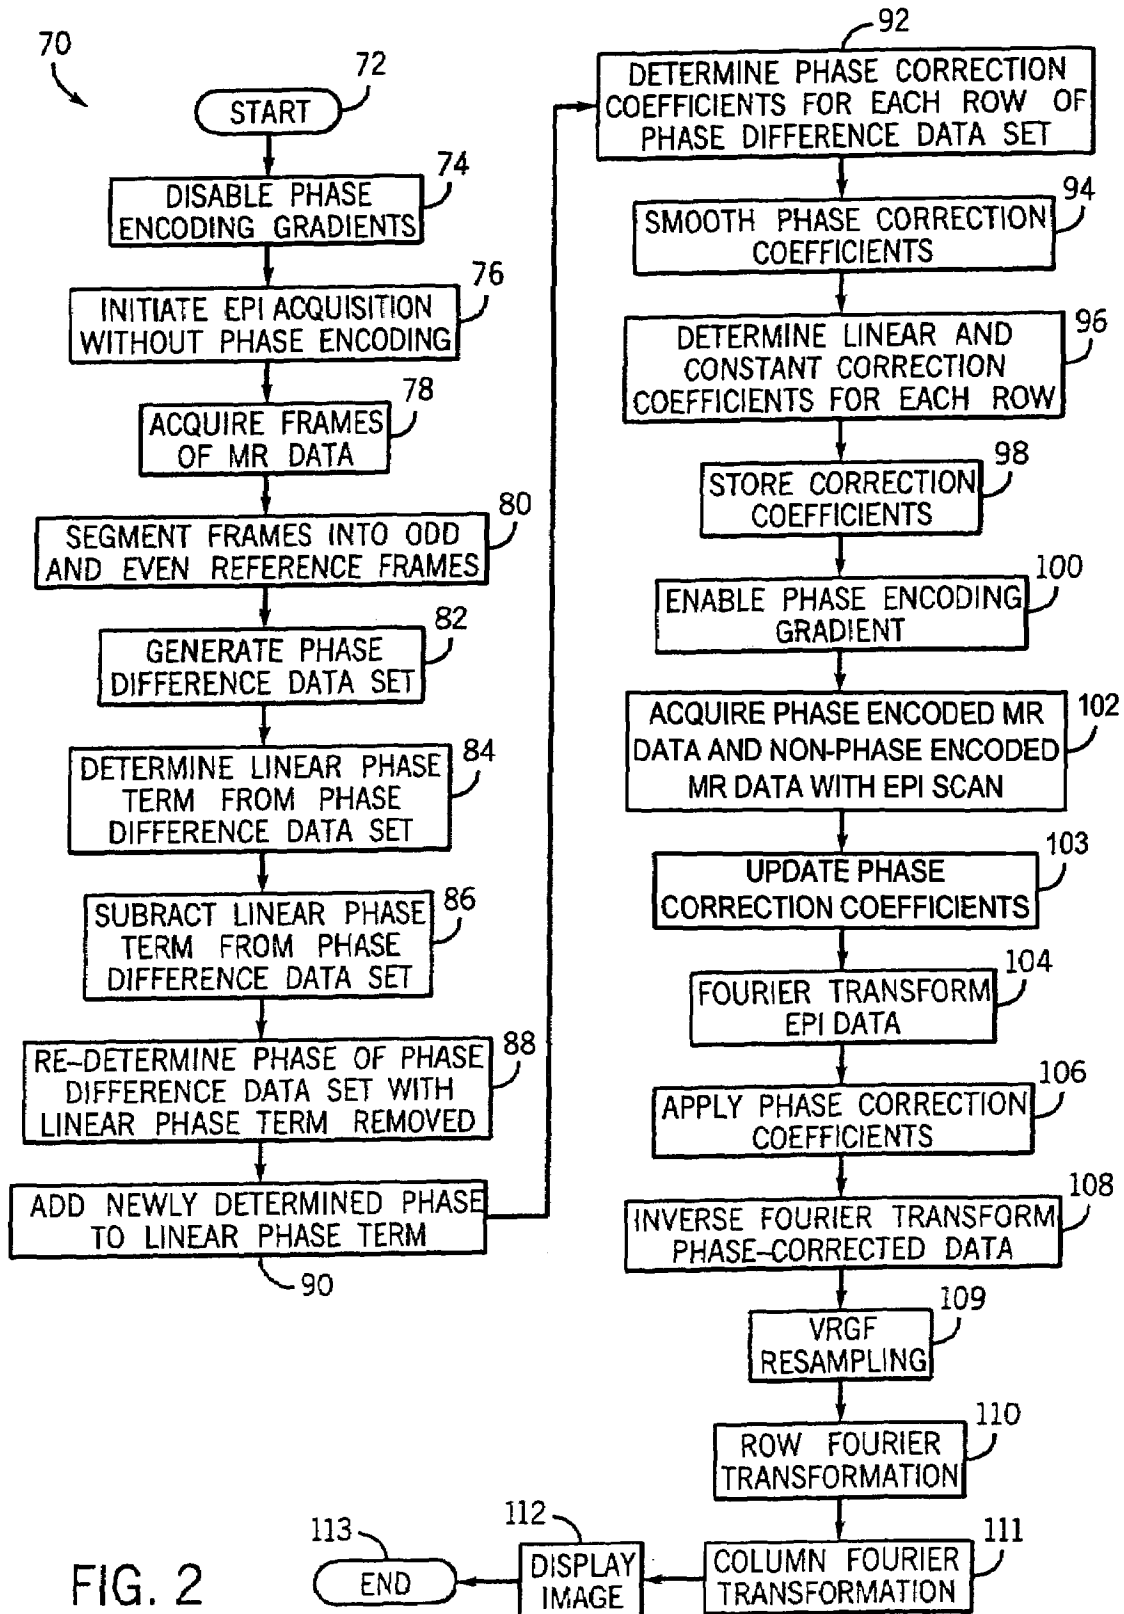 70
72
START
74
DISABLE PHASE
ENCODING GRADIENTS
76
INITIATE EPI ACQUISITION
WITHOUT PHASE ENCODING
78
ACQUIRE FRAMES
OF MR DATA
80
SEGMENT FRAMES INTO ODD
AND EVEN REFERENCE FRAMES
82
GENERATE PHASE
DIFFERENCE DATA SET
84
DETERMINE LINEAR PHASE
TERM FROM PHASE
DIFFERENCE DATA SET
86
SUBRACT LINEAR PHASE
TERM FROM PHASE
DIFFERENCE DATA SET
88
RE-DETERMINE PHASE OF PHASE
DIFFERENCE DATA SET WITH
LINEAR PHASE TERM REMOVED
ADD NEWLY DETERMINED PHASE
TO LINEAR PHASE TERM
90
92
DETERMINE PHASE CORRECTION
COEFFICIENTS FOR EACH ROW OF
PHASE DIFFERENCE DATA SET
94
SMOOTH PHASE CORRECTION
COEFFICIENTS
96
DETERMINE LINEAR AND
CONSTANT CORRECTION
COEFFICIENTS FOR EACH ROW
98
STORE CORRECTION
COEFFICIENTS
100
ENABLE PHASE ENCODING
GRADIENT
102
ACQUIRE PHASE ENCODED MR
DATA AND NON-PHASE ENCODED
MR DATA WITH EPI SCAN
103
UPDATE PHASE
CORRECTION COEFFICIENTS
104
FOURIER TRANSFORM
EPI DATA
106
APPLY PHASE CORRECTION
COEFFICIENTS
108
INVERSE FOURIER TRANSFORM
PHASE-CORRECTED DATA
109
VRGF
RESAMPLING
110
ROW FOURIER
TRANSFORMATION
111
COLUMN FOURIER
TRANSFORMATION
112
DISPLAY
IMAGE
113
END
FIG. 2